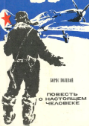 БОРИС ПОЛЕВОЙ
ПОВЕСТЬ
О НАСТОЯЩЕМ
ЧЕЛОВЕКЕ